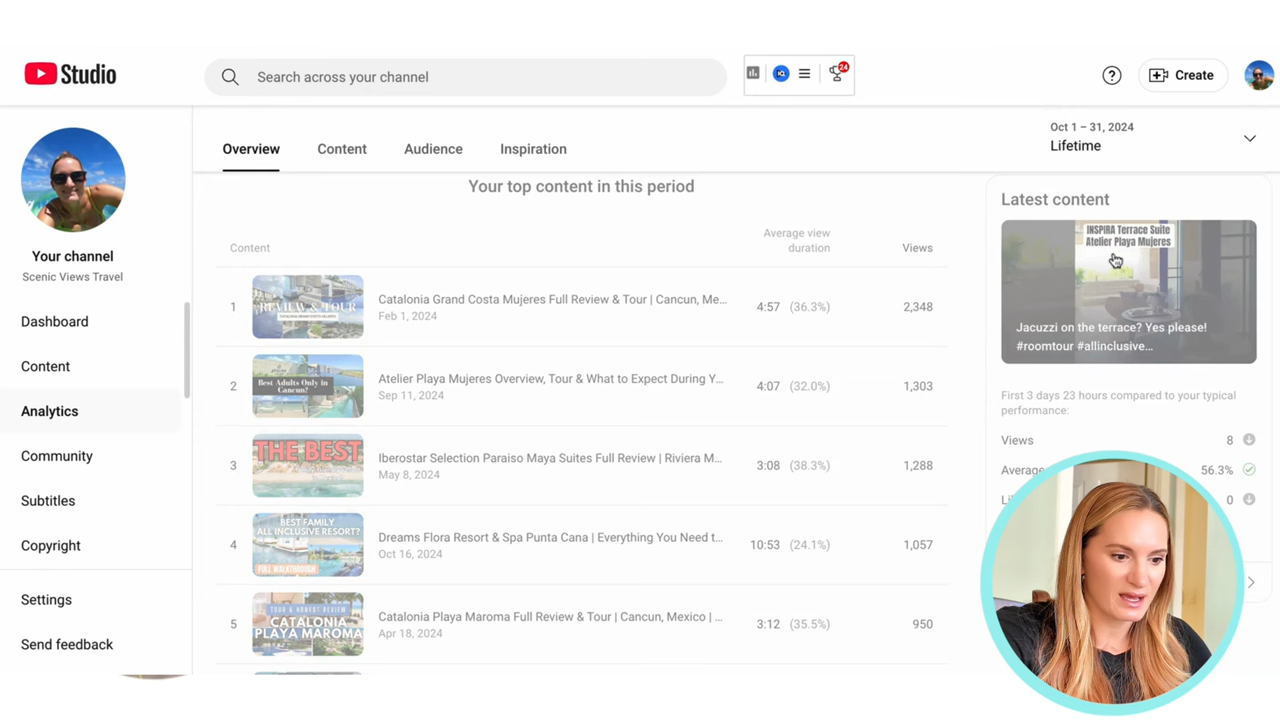 Studio
Search across your channel
24
Create
Your channel
Scenic Views Travel
Dashboard
Content
Analytics
Community
Subtitles
Copyright
Settings
Send feedback
Overview
Content
Audience
Inspiration
Oct 1 – 31, 2024
Lifetime
Your top content in this period
Content
Average view
duration
Views
1
REVIEW & TOUR
Catalonia Grand Costa Mujeres Full Review & Tour | Cancun, Me...
Feb 1, 2024
4:57 (36.3%)
2,348
2
Best Adults Only in
Cancun?
Atelier Playa Mujeres Overview, Tour & What to Expect During Y...
Sep 11, 2024
4:07 (32.0%)
1,303
3
THE BEST
Iberostar Selection Paraiso Maya Suites Full Review | Riviera M...
May 8, 2024
3:08 (38.3%)
1,288
4
BEST FAMILY
ALL INCLUSIVE RESORT?
FULL WALKTHROUGH
Dreams Flora Resort & Spa Punta Cana | Everything You Need t...
Oct 16, 2024
10:53 (24.1%)
1,057
5
TOUR & HONEST REVIEW
CATALONIA
PLAYA MAROMA
Catalonia Playa Maroma Full Review & Tour | Cancun, Mexico | ...
Apr 18, 2024
3:12 (35.5%)
950
Latest content
INSPIRA Terrace Suite
Atelier Playa Mujeres
Jacuzzi on the terrace? Yes please!
#roomtour #allinclusive...
First 3 days 23 hours compared to your typical
performance:
Views 8
56.3%
0